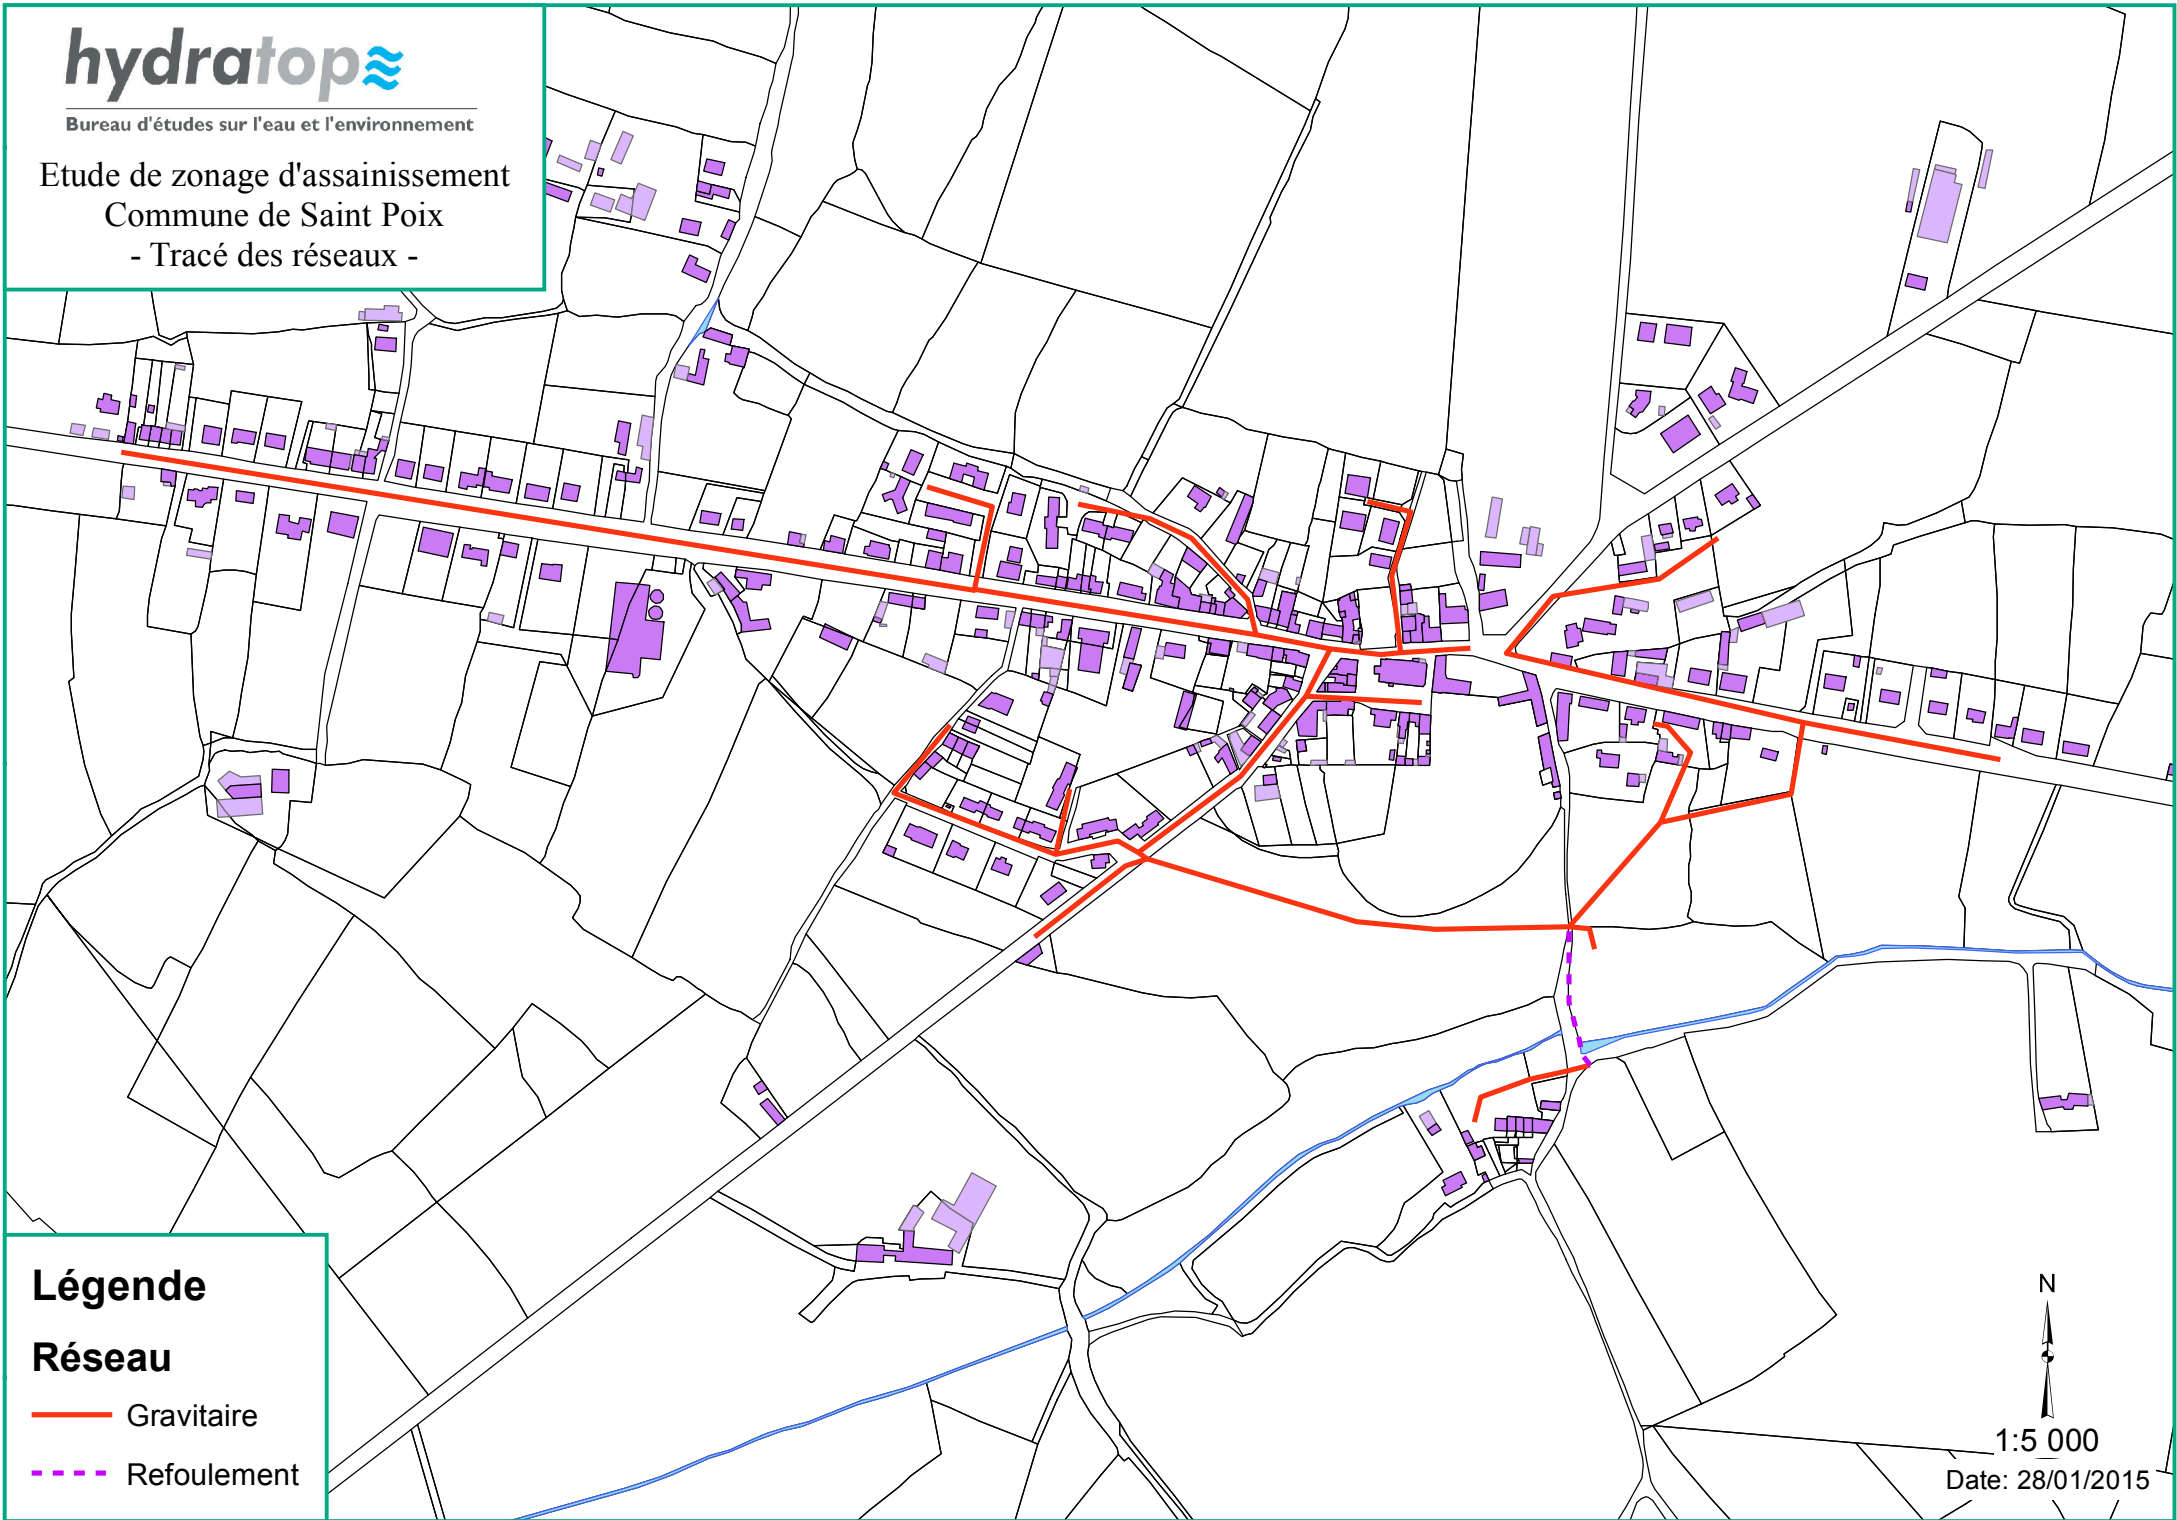 hydratop
Bureau d'études sur l'eau et l'environnement
Etude de zonage d'assainissement
Commune de Saint Poix
- Tracé des réseaux -
Légende
Réseau
Gravitaire
Refoulement
N
1:5 000
Date: 28/01/2015